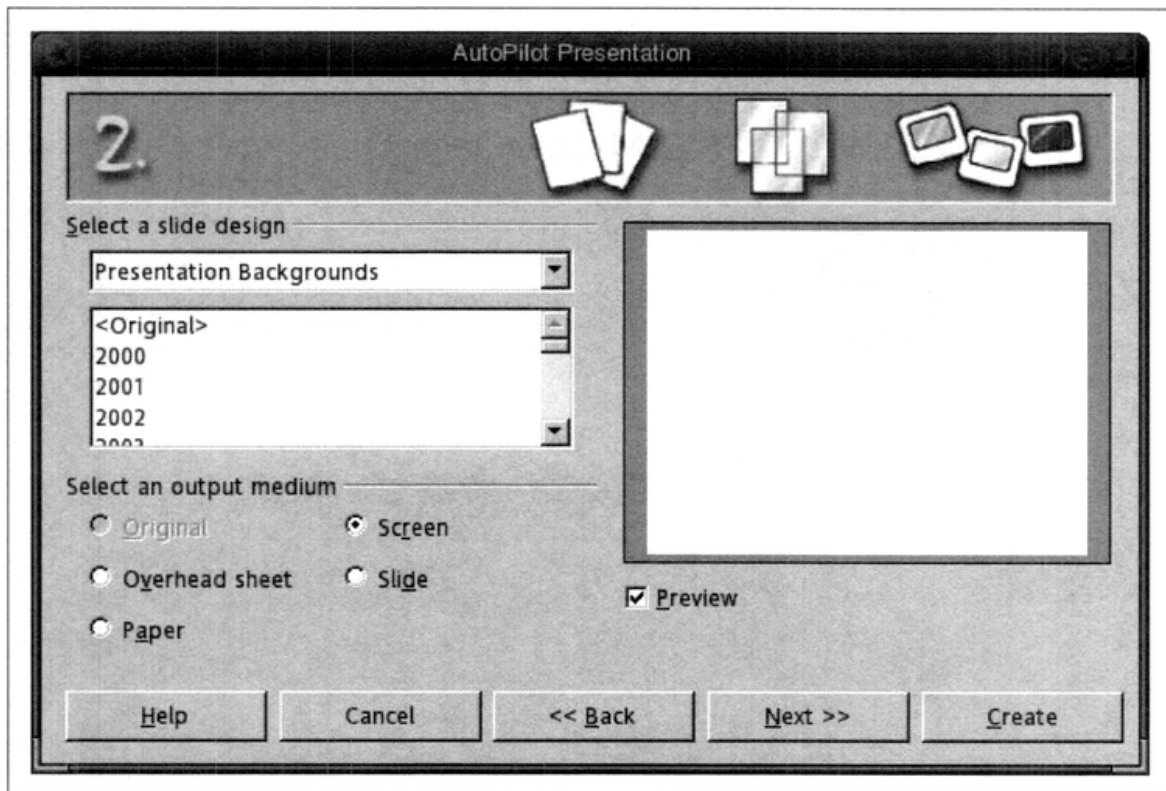 AutoPilot Presentation
2.
Select a slide design
Presentation Backgrounds
<Original>
2000
2001
2002
2003
Select an output medium
Original
Screen
Overhead sheet
Slide
Paper
Preview
Help
Cancel
<< Back
Next >>
Create